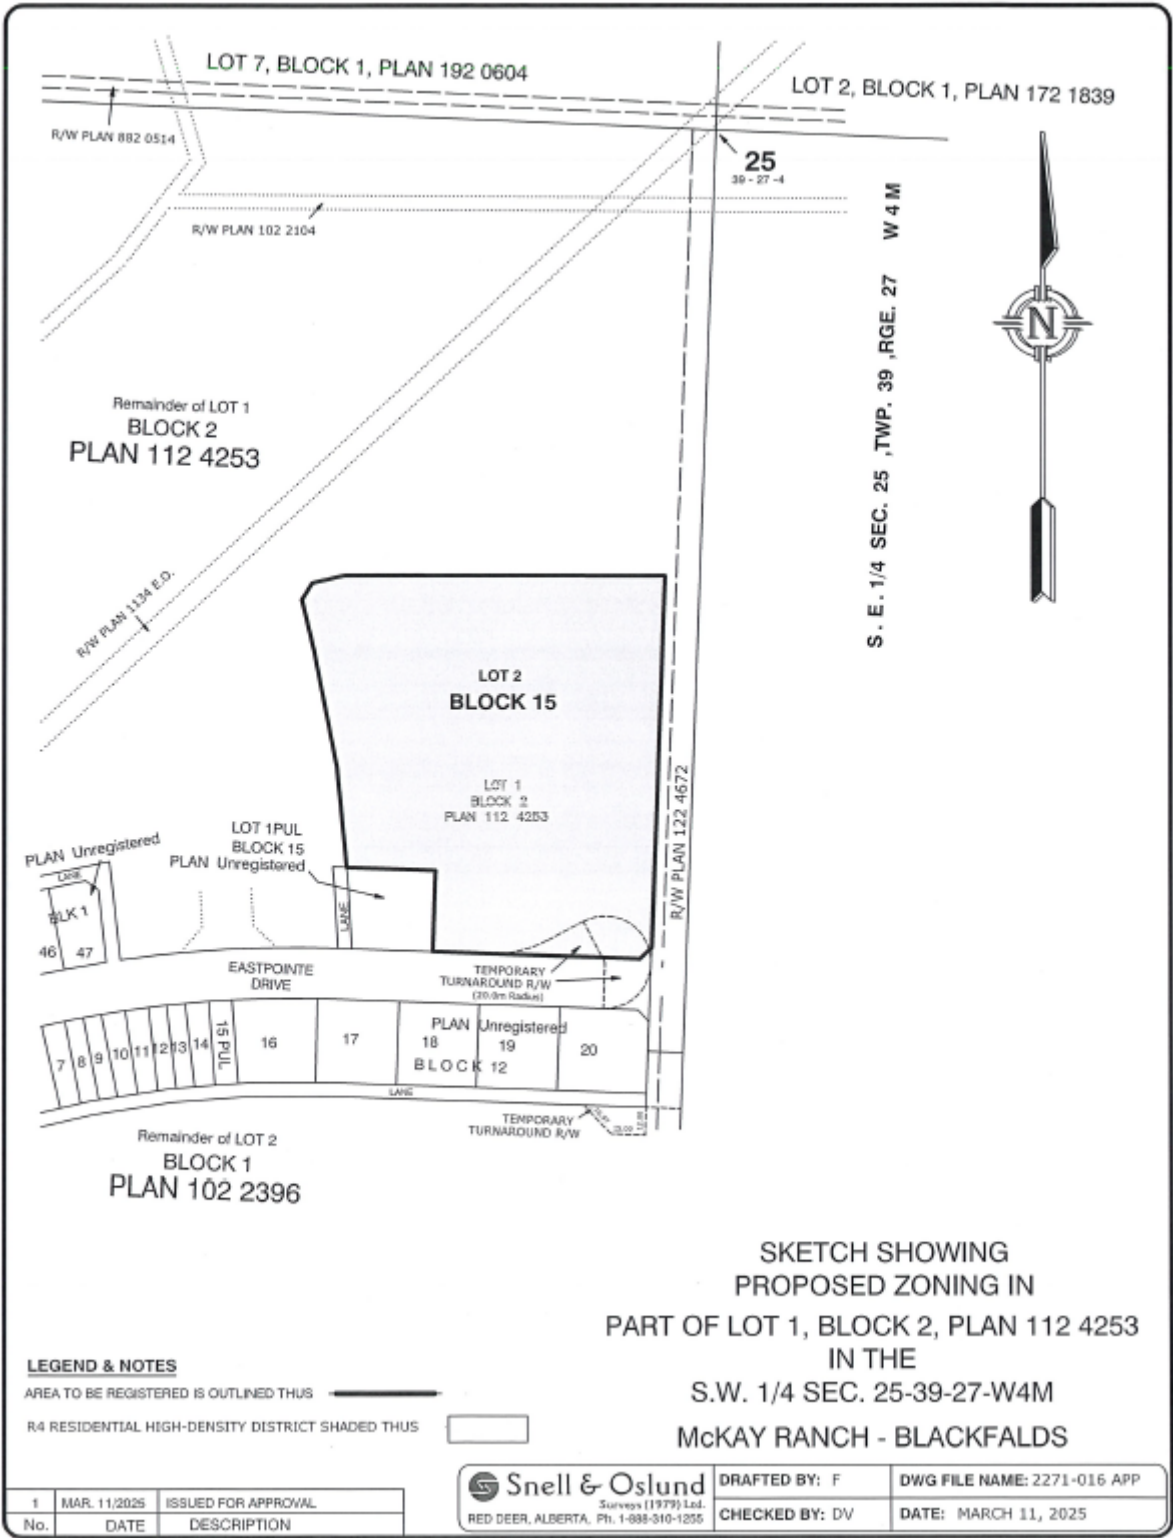 LOT 7, BLOCK 1, PLAN 192 0604
LOT 2, BLOCK 1, PLAN 172 1839
R/W PLAN 882 0514
25
39 - 27 - 4
R/W PLAN 102 2104
S . E . 1/4 SEC. 25 ,TWP. 39 ,RGE. 27 W 4 M
N
Remainder of LOT 1
BLOCK 2
PLAN 112 4253
R/W PLAN 1134 E.O.
LOT 2
BLOCK 15
LOT 1
BLOCK 2
PLAN 112 4253
R/W PLAN 122 4672
PLAN Unregistered
LANE
BLK 1
46
47
LOT 1PUL
BLOCK 15
PLAN Unregistered
LANE
EASTPOINTE
DRIVE
TEMPORARY
TURNAROUND R/W
(20.0m Radius)
7
8
9
10
11
12
13
14
15 PUL
16
17
18
19
20
PLAN Unregistered
BLOCK 12
LANE
TEMPORARY
TURNAROUND R/W
Remainder of LOT 2
BLOCK 1
PLAN 102 2396
SKETCH SHOWING
PROPOSED ZONING IN
PART OF LOT 1, BLOCK 2, PLAN 112 4253
IN THE
S.W. 1/4 SEC. 25-39-27-W4M
McKAY RANCH - BLACKFALDS
LEGEND & NOTES
AREA TO BE REGISTERED IS OUTLINED THUS
R4 RESIDENTIAL HIGH-DENSITY DISTRICT SHADED THUS
1 MAR. 11/2025 ISSUED FOR APPROVAL
No. DATE DESCRIPTION
Snell & Oslund
Surveys (1979) Ltd.
RED DEER, ALBERTA, Ph. 1-888-310-1255
DRAFTED BY: F
CHECKED BY: DV
DWG FILE NAME: 2271-016 APP
DATE: MARCH 11, 2025